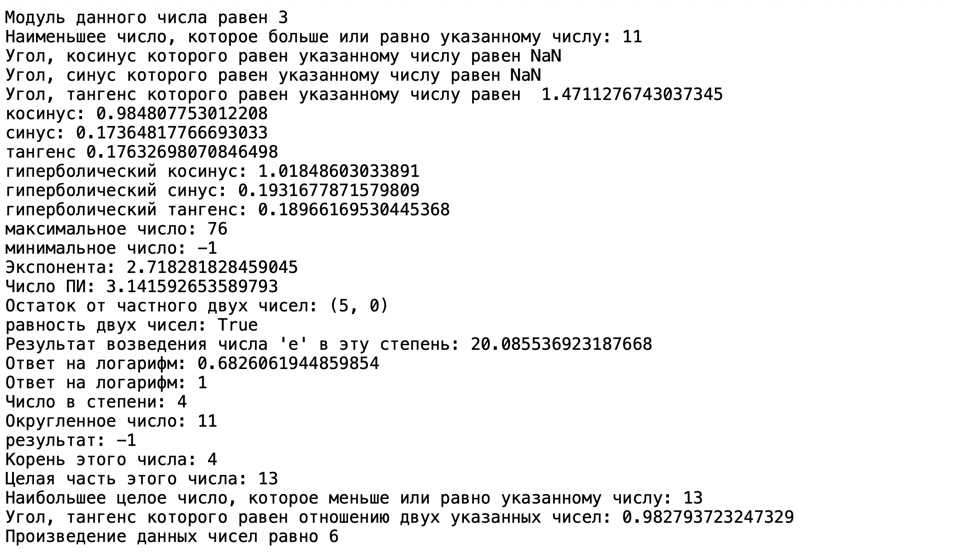 Модуль данного числа равен 3
Наименьшее число, которое больше или равно указанному числу: 11
Угол, косинус которого равен указанному числу равен NaN
Угол, синус которого равен указанному числу равен NaN
Угол, тангенс которого равен указанному числу равен  1.4711276743037345
косинус: 0.984807753012208
синус: 0.17364817766693033
тангенс 0.17632698070846498
гиперболический косинус: 1.01848603033891
гиперболический синус: 0.1931677871579809
гиперболический тангенс: 0.18966169530445368
максимальное число: 76
минимальное число: -1
Экспонента: 2.718281828459045
Число ПИ: 3.141592653589793
Остаток от частного двух чисел: (5, 0)
равность двух чисел: True
Результат возведения числа 'e' в эту степень: 20.085536923187668
Ответ на логарифм: 0.6826061944859854
Ответ на логарифм: 1
Число в степени: 4
Округленное число: 11
результат: -1
Корень этого числа: 4
Целая часть этого числа: 13
Наибольшее целое число, которое меньше или равно указанному числу: 13
Угол, тангенс которого равен отношению двух указанных чисел: 0.982793723247329
Произведение данных чисел равно 6